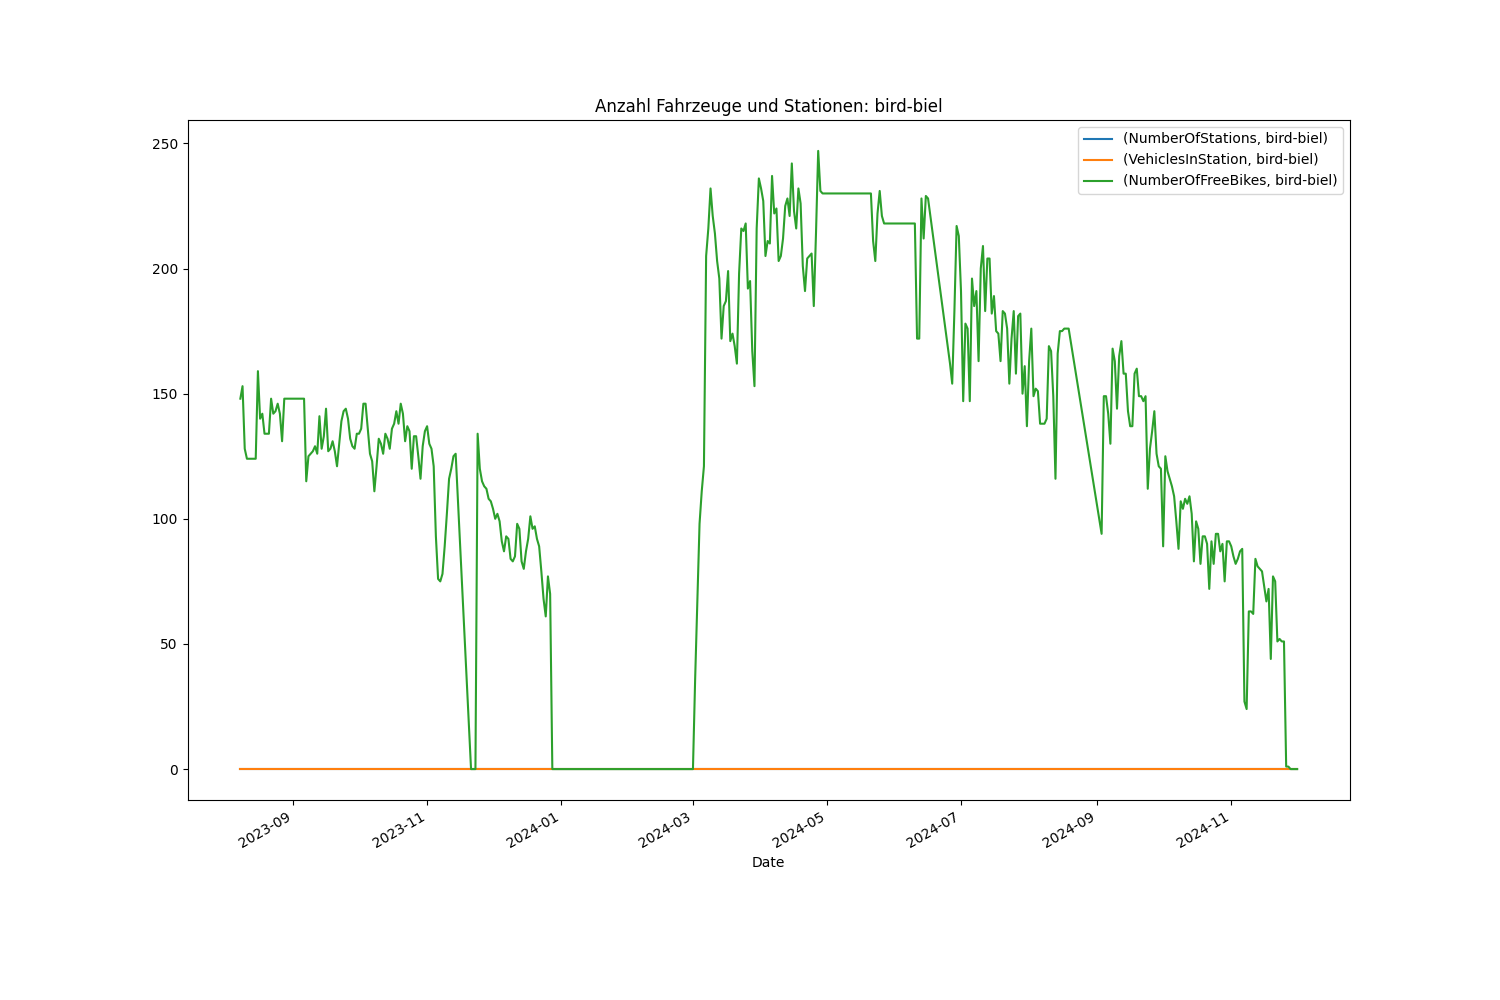 Anzahl Fahrzeuge und Stationen: bird-biel
(NumberOfStations, bird-biel)
(VehiclesInStation, bird-biel)
(NumberOfFreeBikes, bird-biel)
250
200
150
100
50
0
2023-09
2023-11
2024-01
2024-03
2024-05
2024-07
2024-09
2024-11
Date